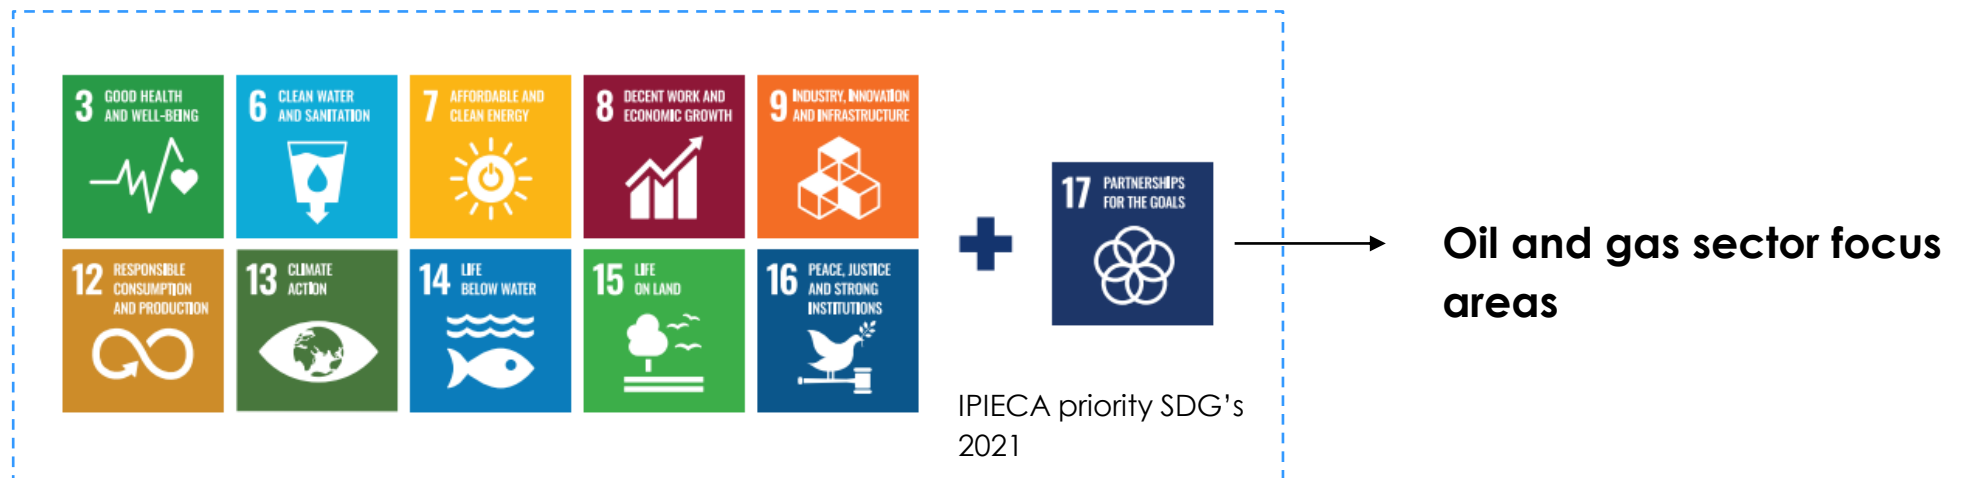 3 GOOD HEALTH
AND WELL-BEING
6 CLEAN WATER
AND SANITATION
7 AFFORDABLE AND
CLEAN ENERGY
8 DECENT WORK AND
ECONOMIC GROWTH
9 INDUSTRY, INNOVATION
AND INFRASTRUCTURE
12 RESPONSIBLE
CONSUMPTION
AND PRODUCTION
13 CLIMATE
ACTION
14 LIFE
BELOW WATER
15 LIFE
ON LAND
16 PEACE, JUSTICE
AND STRONG
INSTITUTIONS
17 PARTNERSHIPS
FOR THE GOALS
IPIECA priority SDG’s
2021
Oil and gas sector focus
areas